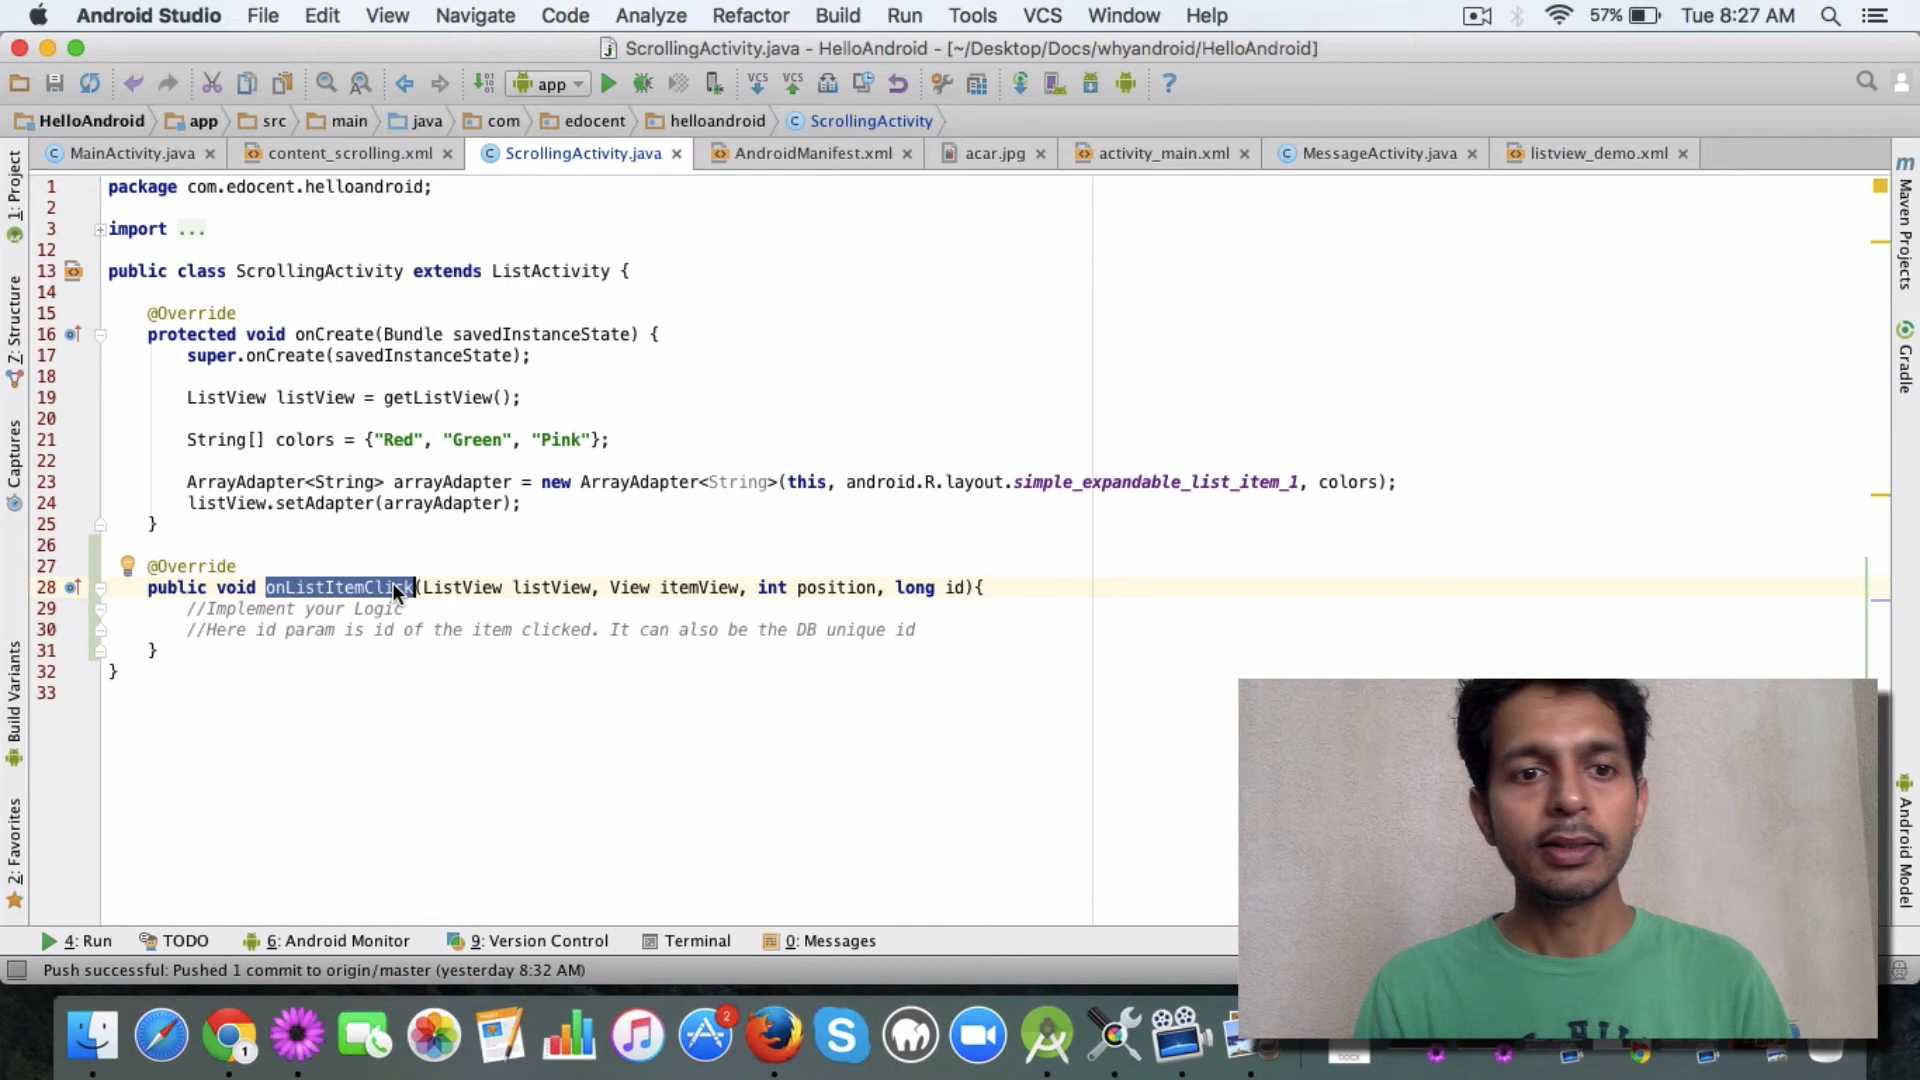 Android Studio File Edit View Navigate Code Analyze Refactor Build Run Tools VCS Window Help 57% Tue 8:27 AM
ScrollingActivity.java - HelloAndroid - [~/Desktop/Docs/whyandroid/HelloAndroid]
app VCS VCS ?
HelloAndroid app src main java com edocent helloandroid ScrollingActivity
MainActivity.java content_scrolling.xml ScrollingActivity.java AndroidManifest.xml acar.jpg activity_main.xml MessageActivity.java listview_demo.xml
1: Project
Z: Structure
Captures
Build Variants
2: Favorites
1 package com.edocent.helloandroid;
2
3 import ...
12
13 public class ScrollingActivity extends ListActivity {
14
15 @Override
16 protected void onCreate(Bundle savedInstanceState) {
17 super.onCreate(savedInstanceState);
18
19 ListView listView = getListView();
20
21 String[] colors = {"Red", "Green", "Pink"};
22
23 ArrayAdapter<String> arrayAdapter = new ArrayAdapter<String>(this, android.R.layout.simple_expandable_list_item_1, colors);
24 listView.setAdapter(arrayAdapter);
25 }
26
27 @Override
28 public void onListItemClick(ListView listView, View itemView, int position, long id){
29 //Implement your Logic
30 //Here id param is id of the item clicked. It can also be the DB unique id
31 }
32 }
33
Maven Projects
Gradle
Android Model
4: Run TODO 6: Android Monitor 9: Version Control Terminal 0: Messages
Push successful: Pushed 1 commit to origin/master (yesterday 8:32 AM)
1
2
DOCX